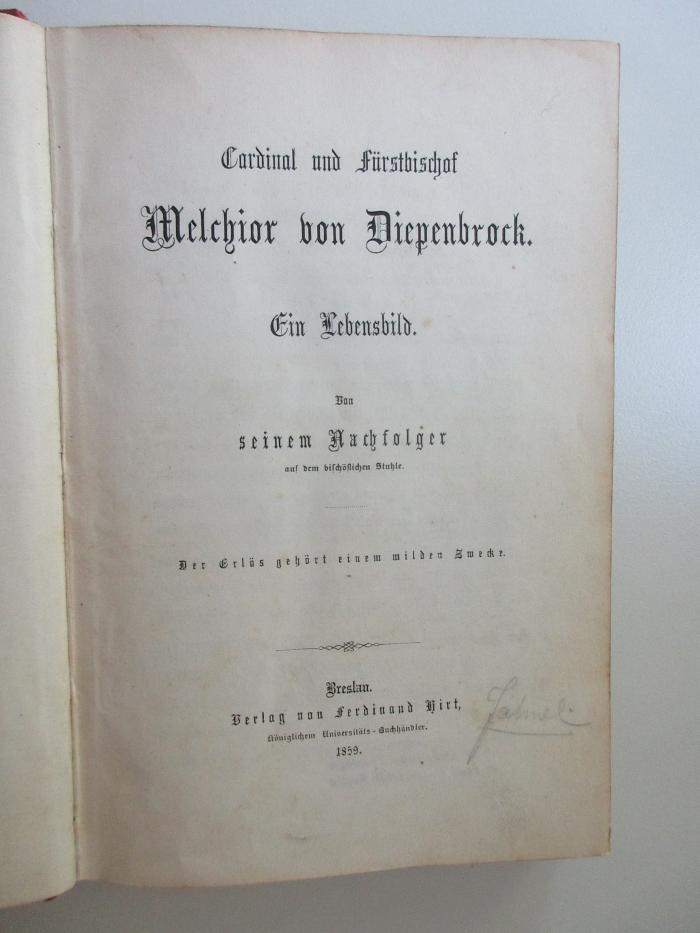 Cardinal und Fürstbischof
Melchior von Diepenbrock.
Ein Lebensbild.
Von
seinem Nachfolger
auf dem bischöflichen Stuhle.
Der Erlös gehört einem milden Zwecke.
Breslau.
Verlag von Ferdinand Hirt,
Königlichem Universitäts-Buchhändler.
1859.